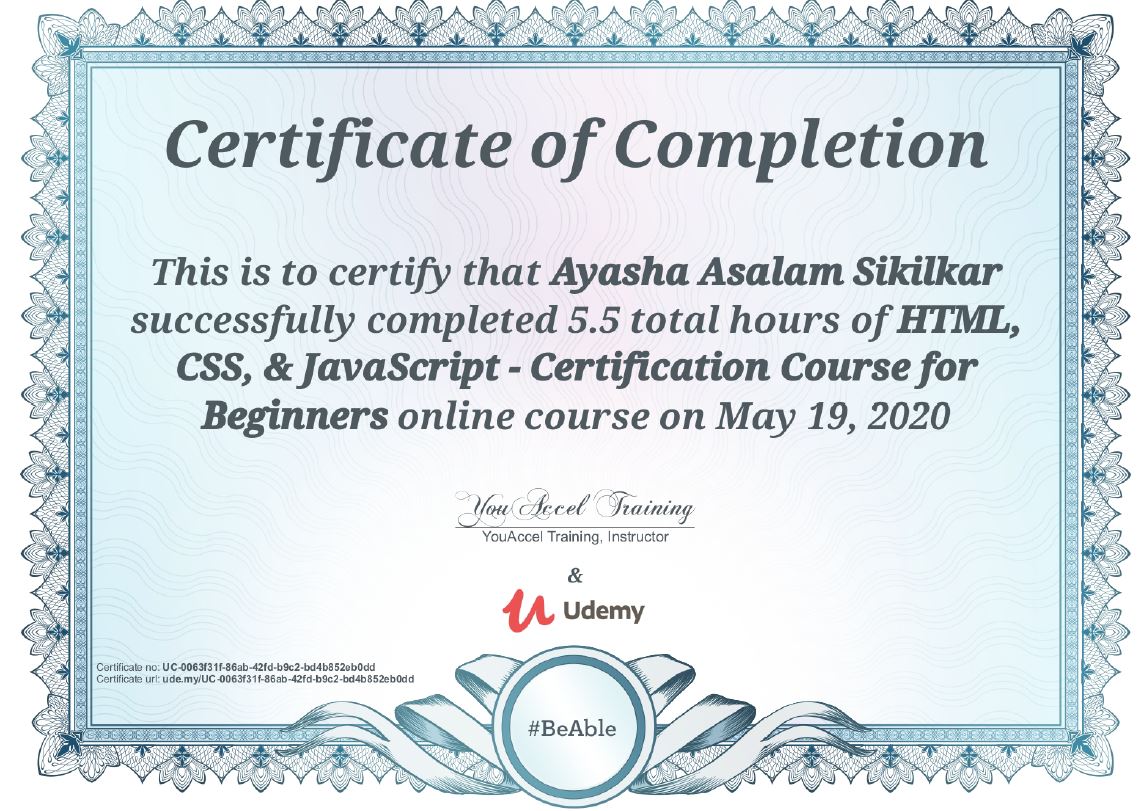 Certificate of Completion
This is to certify that Ayasha Asalam Sikilkar
successfully completed 5.5 total hours of HTML,
CSS, & JavaScript - Certification Course for
Beginners online course on May 19, 2020
YouAccel Training
YouAccel Training, Instructor
&
Udemy
Certificate no: UC-0063f31f-86ab-42fd-b9c2-bd4b852eb0dd
Certificate url: ude.my/UC-0063f31f-86ab-42fd-b9c2-bd4b852eb0dd
#BeAble